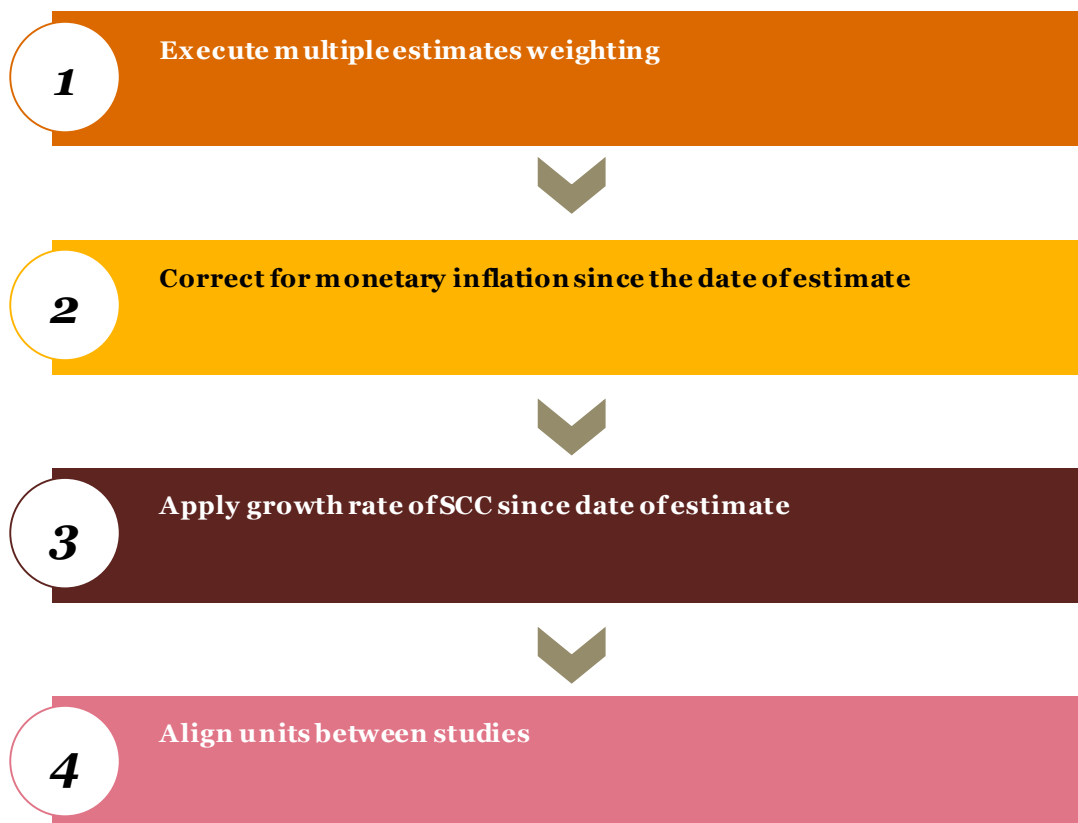 1
Execute multiple estimates weighting
2
Correct for monetary inflation since the date of estimate
3
Apply growth rate of SCC since date of estimate
4
Align units between studies